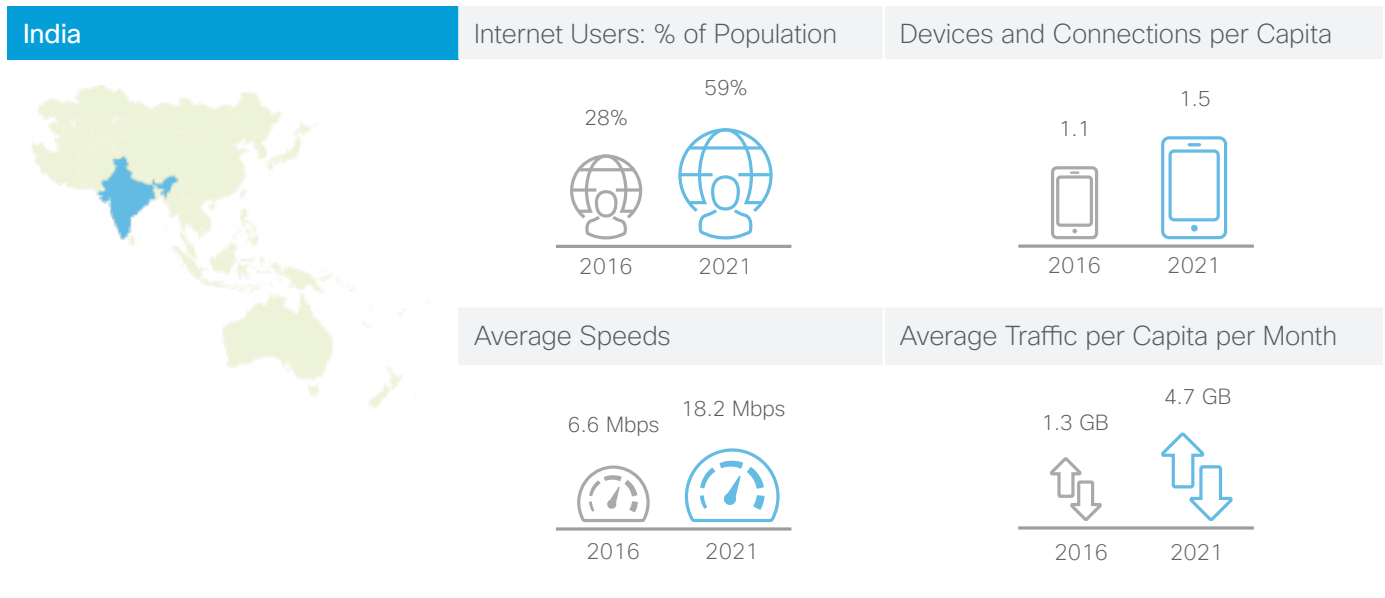 India
Internet Users: % of Population
Devices and Connections per Capita
28%
59%
2016
2021
1.1
1.5
2016
2021
Average Speeds
Average Traffic per Capita per Month
6.6 Mbps
18.2 Mbps
2016
2021
1.3 GB
4.7 GB
2016
2021